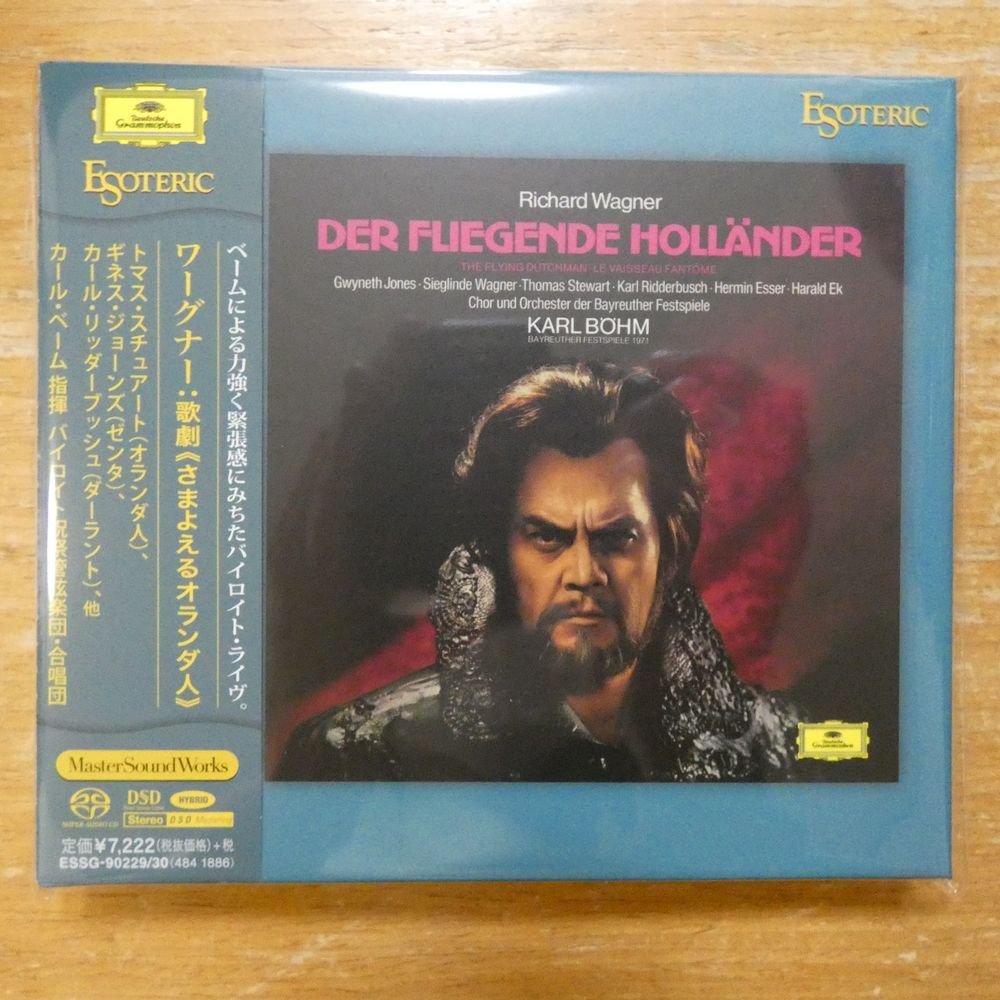 Deutsche
Grammophon
ESOTERIC
ベームによる力強く緊張感にみちたバイロイト・ライヴ。
ワーグナー:歌劇《さまよえるオランダ人》
トマス・スチュアート(オランダ人)、
ギネス・ジョーンズ(ゼンタ)、
カール・リッダーブッシュ(ダーラント)、他
カール・ベーム 指揮 バイロイト祝祭管弦楽団・合唱団
MasterSoundWorks
SUPER AUDIO CD
DSD
HYBRID
Stereo DSD Mastering
定価¥7,222(税抜価格)+税
ESSG-90229/30(484 1886)
ESOTERIC
Richard Wagner
DER FLIEGENDE HOLLÄNDER
THE FLYING DUTCHMAN · LE VAISSEAU FANTÔME
Gwyneth Jones · Sieglinde Wagner · Thomas Stewart · Karl Ridderbusch · Hermin Esser · Harald Ek
Chor und Orchester der Bayreuther Festspiele
KARL BÖHM
BAYREUTHER FESTSPIELE 1971
Deutsche
Grammophon